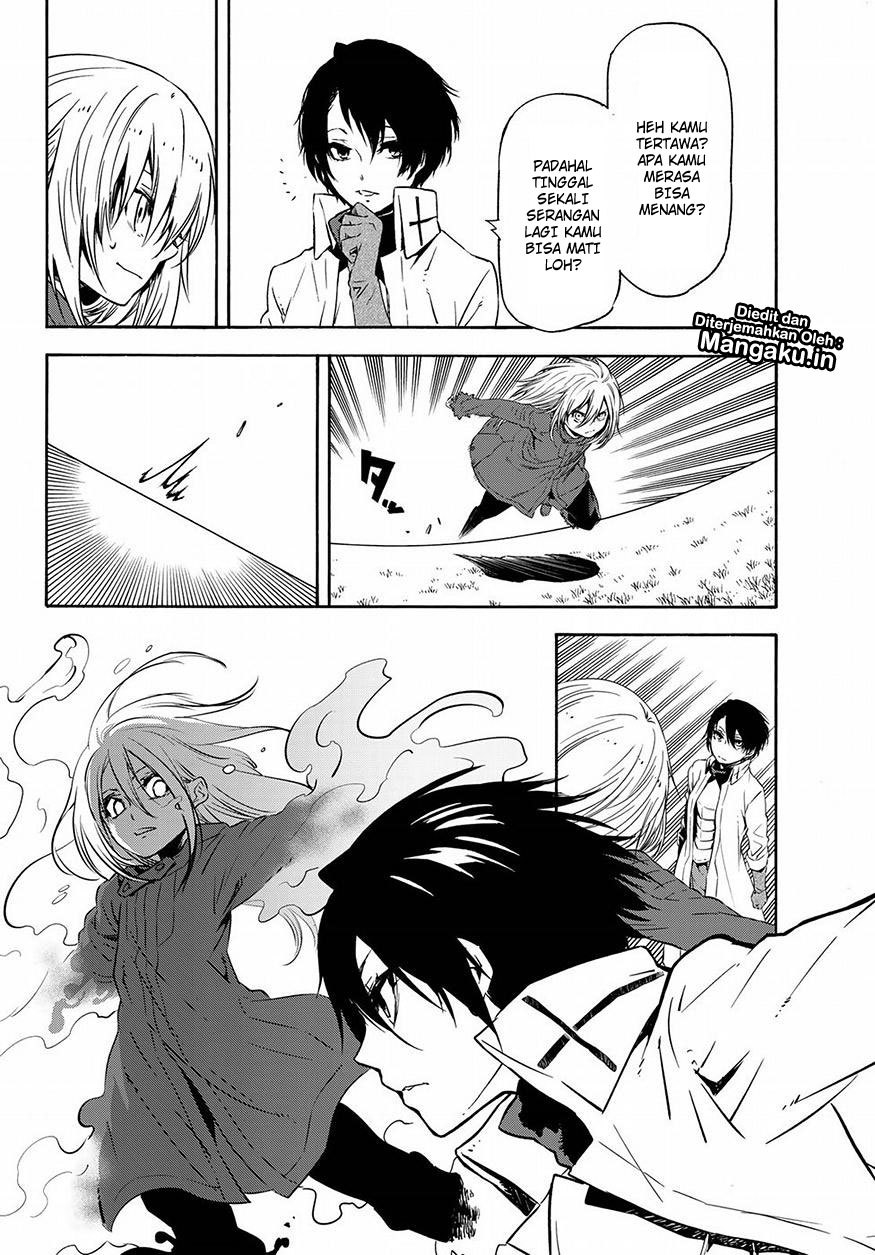 HEH KAMU
TERTAWA?
APA KAMU
MERASA
BISA
MENANG?
PADAHAL
TINGGAL
SEKALI
SERANGAN
LAGI KAMU
BISA MATI
LOH?
Diedit dan
Diterjemahkan Oleh :
Mangaku.in
タッ